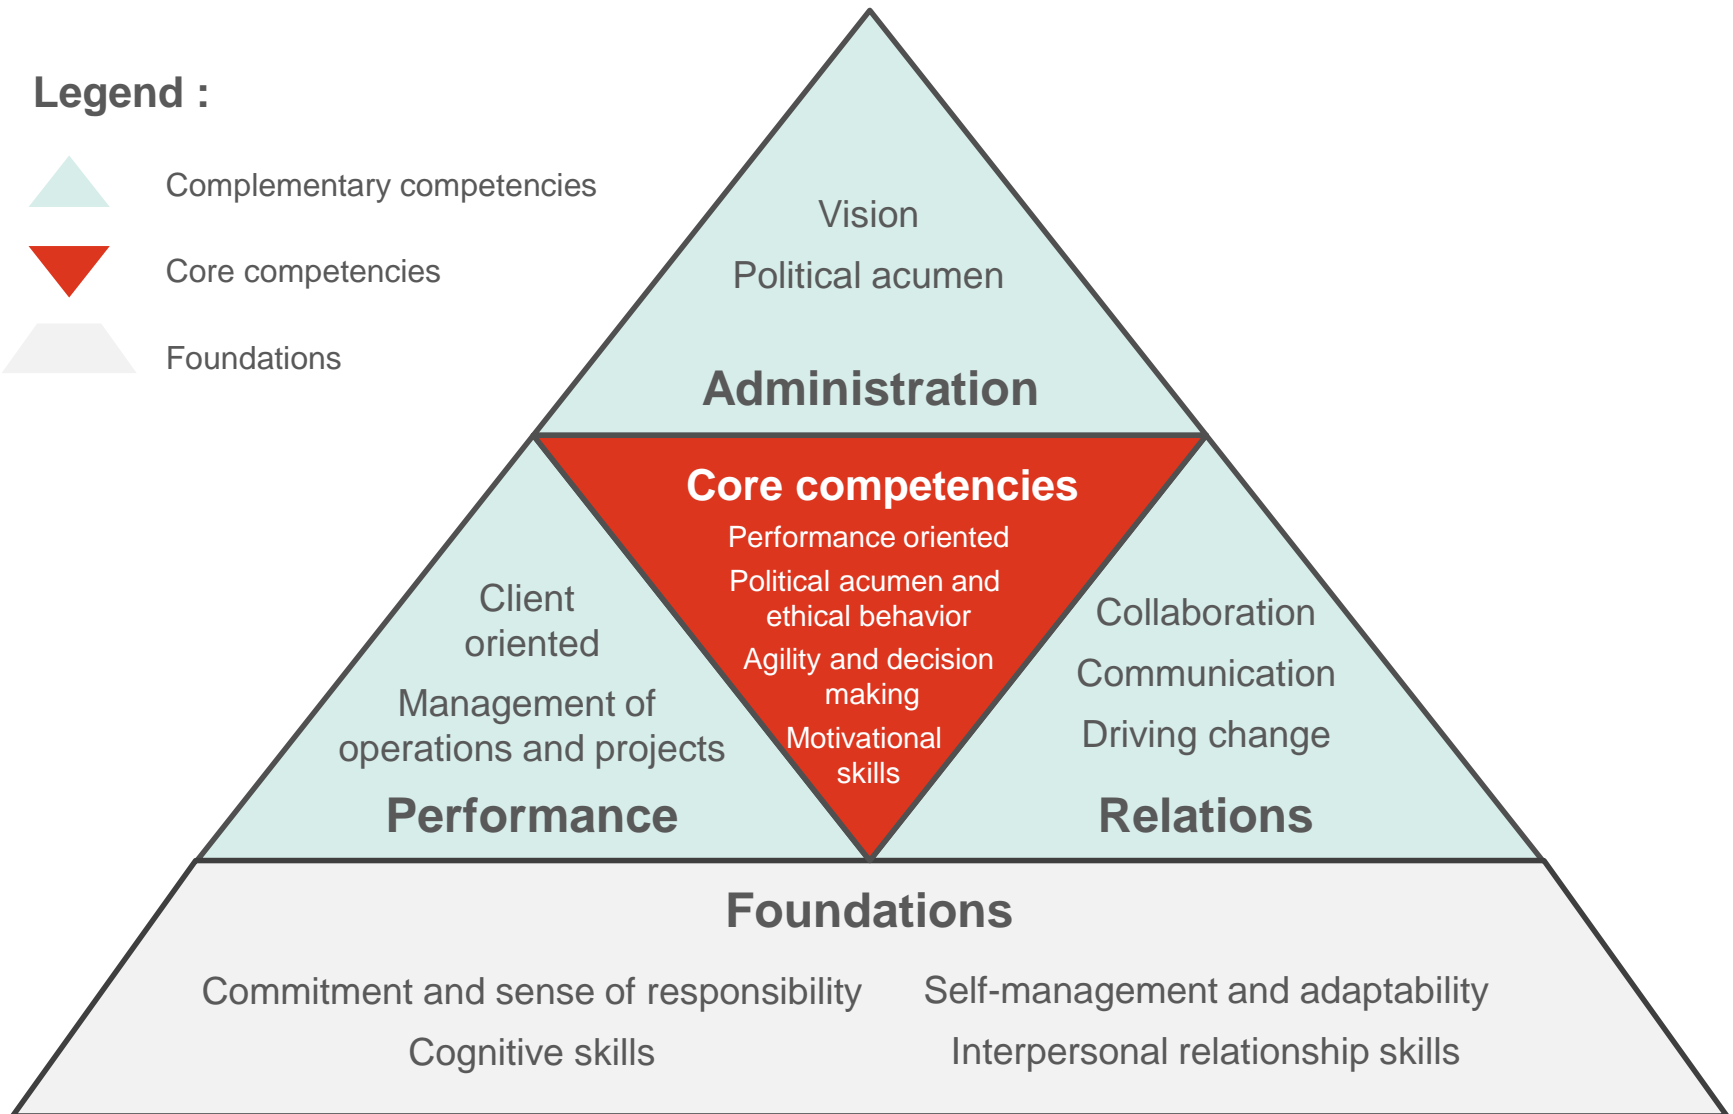 Legend :
Complementary competencies
Core competencies
Foundations
Vision
Political acumen
Administration
Core competencies
Performance oriented
Political acumen and
ethical behavior
Agility and decision
making
Motivational
skills
Client
oriented
Management of
operations and projects
Performance
Collaboration
Communication
Driving change
Relations
Foundations
Commitment and sense of responsibility
Cognitive skills
Self-management and adaptability
Interpersonal relationship skills